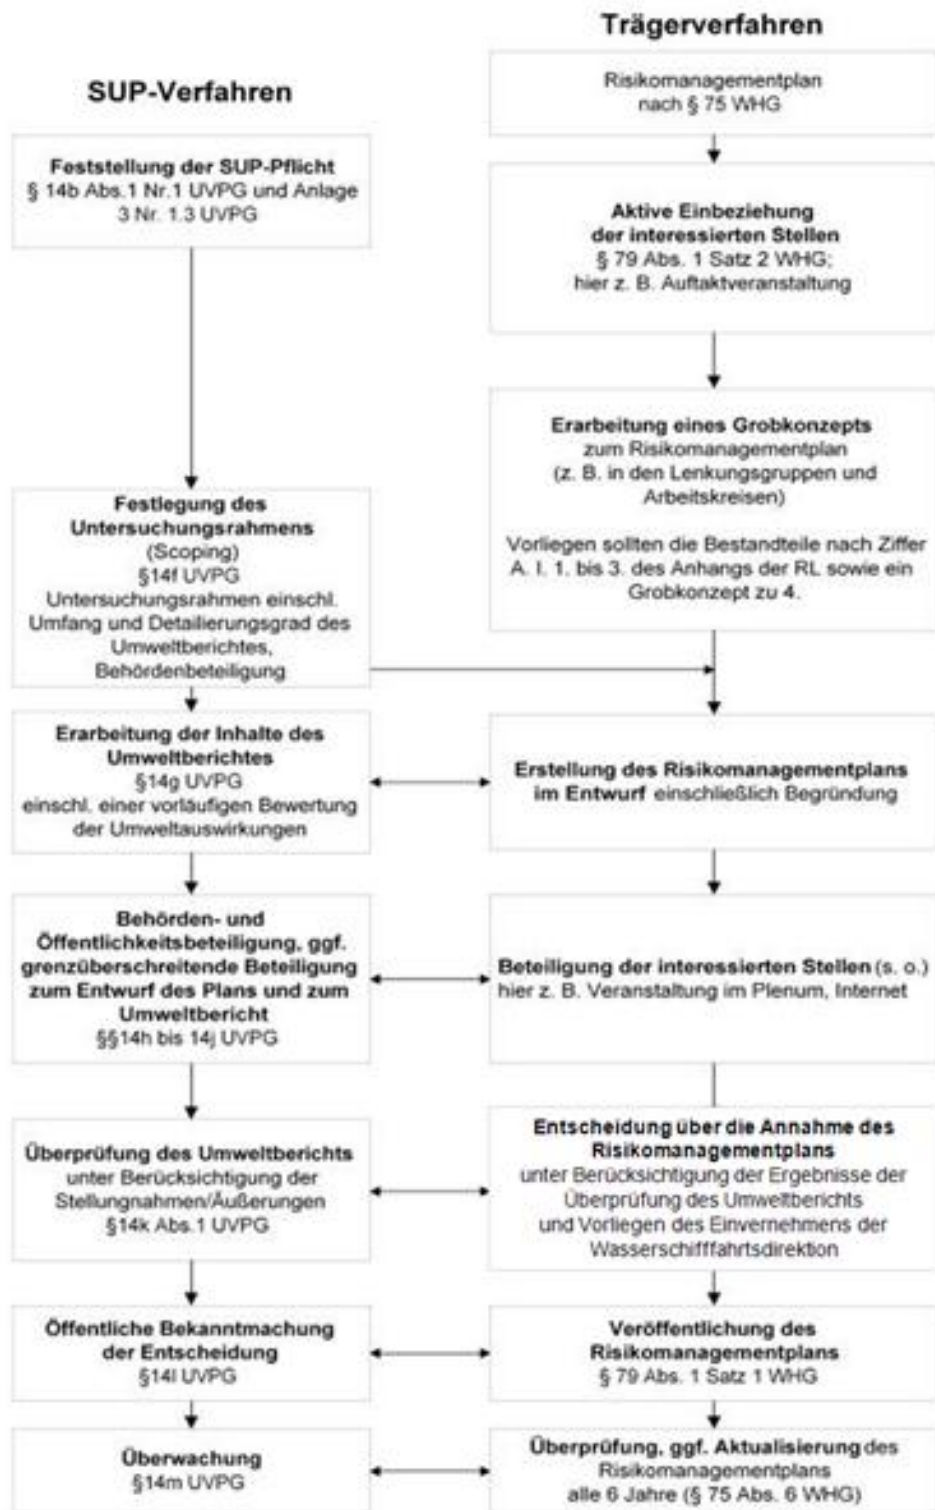 SUP-Verfahren
Feststellung der SUP-Pflicht
§ 14b Abs.1 Nr.1 UVPG und Anlage
3 Nr. 1.3 UVPG
Festlegung des
Untersuchungsrahmens
(Scoping)
§14f UVPG
Untersuchungsrahmen einschl.
Umfang und Detailierungsgrad des
Umweltberichtes,
Behördenbeteiligung
Erarbeitung der Inhalte des
Umweltberichtes
§14g UVPG
einschl. einer vorläufigen Bewertung
der Umweltauswirkungen
Behörden- und
Öffentlichkeitsbeteiligung, ggf.
grenzüberschreitende Beteiligung
zum Entwurf des Plans und zum
Umweltbericht
§§14h bis 14j UVPG
Überprüfung des Umweltberichts
unter Berücksichtigung der
Stellungnahmen/Äußerungen
§14k Abs.1 UVPG
Öffentliche Bekanntmachung
der Entscheidung
§14l UVPG
Überwachung
§14m UVPG
Trägerverfahren
Risikomanagementplan
nach § 75 WHG
Aktive Einbeziehung
der interessierten Stellen
§ 79 Abs. 1 Satz 2 WHG;
hier z. B. Auftaktveranstaltung
Erarbeitung eines Grobkonzepts
zum Risikomanagementplan
(z. B. in den Lenkungsgruppen und
Arbeitskreisen)
Vorliegen sollten die Bestandteile nach Ziffer
A. I. 1. bis 3. des Anhangs der RL sowie ein
Grobkonzept zu 4.
Erstellung des Risikomanagementplans
im Entwurf einschließlich Begründung
Beteiligung der interessierten Stellen (s. o.)
hier z. B. Veranstaltung im Plenum, Internet
Entscheidung über die Annahme des
Risikomanagementplans
unter Berücksichtigung der Ergebnisse der
Überprüfung des Umweltberichts
und Vorliegen des Einvernehmens der
Wasserschifffahrtsdirektion
Veröffentlichung des
Risikomanagementplans
§ 79 Abs. 1 Satz 1 WHG
Überprüfung, ggf. Aktualisierung des
Risikomanagementplans
alle 6 Jahre (§ 75 Abs. 6 WHG)